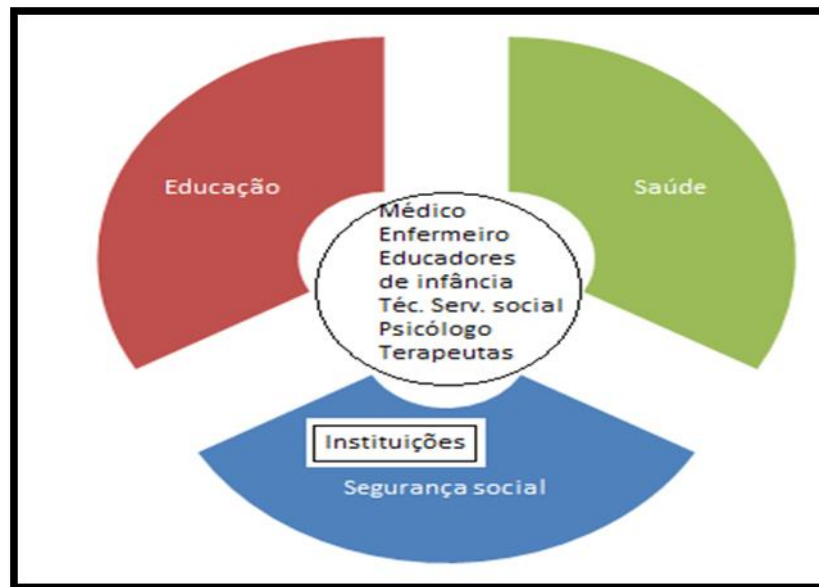 Educação
Saúde
Médico
Enfermeiro
Educadores
de infância
Téc. Serv. social
Psicólogo
Terapeutas
Instituições
Segurança social